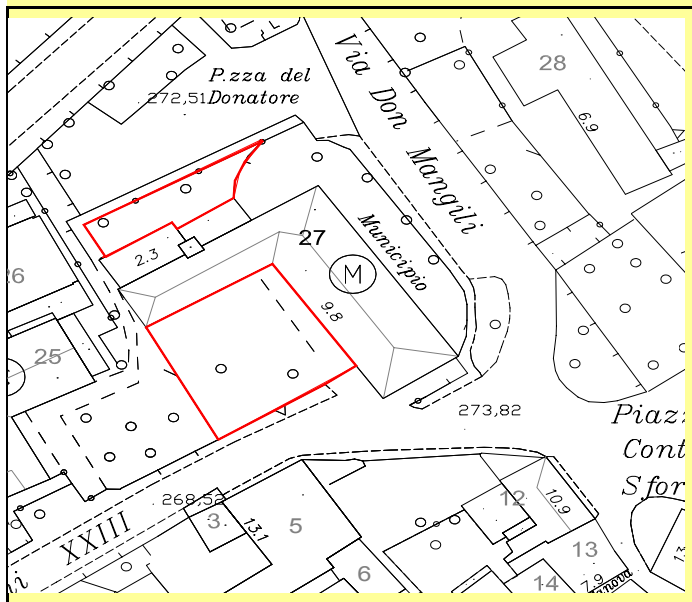 P.zza del
272,51 Donatore
Via Don Mangili
28
6.9
27
Municipio
M
2.3
9.8
26
25
273,82
Piaz
Cont
Sfor
268,52
XXIII
3
13.1
5
6
12
10.9
13
14
7.9